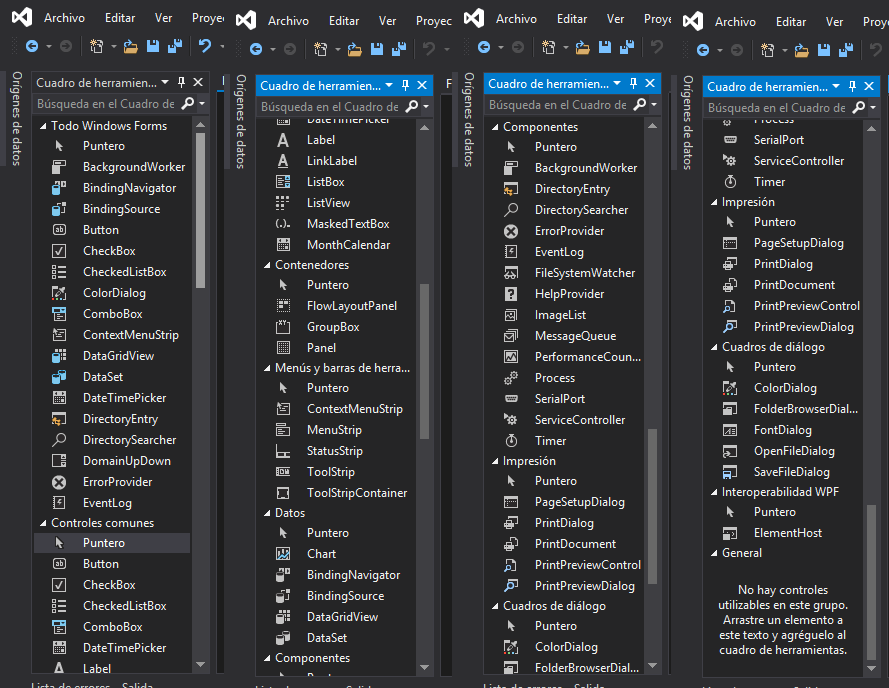 Archivo Editar Ver Proye
Orígenes de datos
Cuadro de herramien...
Búsqueda en el Cuadro de
Todo Windows Forms
Puntero
BackgroundWorker
BindingNavigator
BindingSource
Button
CheckBox
CheckedListBox
ColorDialog
ComboBox
ContextMenuStrip
DataGridView
DataSet
DateTimePicker
DirectoryEntry
DirectorySearcher
DomainUpDown
ErrorProvider
EventLog
Controles comunes
Puntero
Button
CheckBox
CheckedListBox
ComboBox
DateTimePicker
Label
Lista de errores Salida
Archivo Editar Ver Proyec
Orígenes de datos
Cuadro de herramien...
Búsqueda en el Cuadro de
DateTimePicker
Label
LinkLabel
ListBox
ListView
MaskedTextBox
MonthCalendar
Contenedores
Puntero
FlowLayoutPanel
GroupBox
Panel
Menús y barras de herra...
Puntero
ContextMenuStrip
MenuStrip
StatusStrip
ToolStrip
ToolStripContainer
Datos
Puntero
Chart
BindingNavigator
BindingSource
DataGridView
DataSet
Componentes
Archivo Editar Ver Proye
Orígenes de datos
Cuadro de herramien...
Búsqueda en el Cuadro de
Componentes
Puntero
BackgroundWorker
DirectoryEntry
DirectorySearcher
ErrorProvider
EventLog
FileSystemWatcher
HelpProvider
ImageList
MessageQueue
PerformanceCoun...
Process
SerialPort
ServiceController
Timer
Impresión
Puntero
PageSetupDialog
PrintDialog
PrintDocument
PrintPreviewControl
PrintPreviewDialog
Cuadros de diálogo
Puntero
ColorDialog
FolderBrowserDial...
Lista de errores Salida
Archivo Editar Ver Proy
Orígenes de datos
Cuadro de herramien...
Búsqueda en el Cuadro de
Process
SerialPort
ServiceController
Timer
Impresión
Puntero
PageSetupDialog
PrintDialog
PrintDocument
PrintPreviewControl
PrintPreviewDialog
Cuadros de diálogo
Puntero
ColorDialog
FolderBrowserDial...
FontDialog
OpenFileDialog
SaveFileDialog
Interoperabilidad WPF
Puntero
ElementHost
General
No hay controles
utilizables en este grupo.
Arrastre un elemento a
este texto y agréguelo al
cuadro de herramientas.